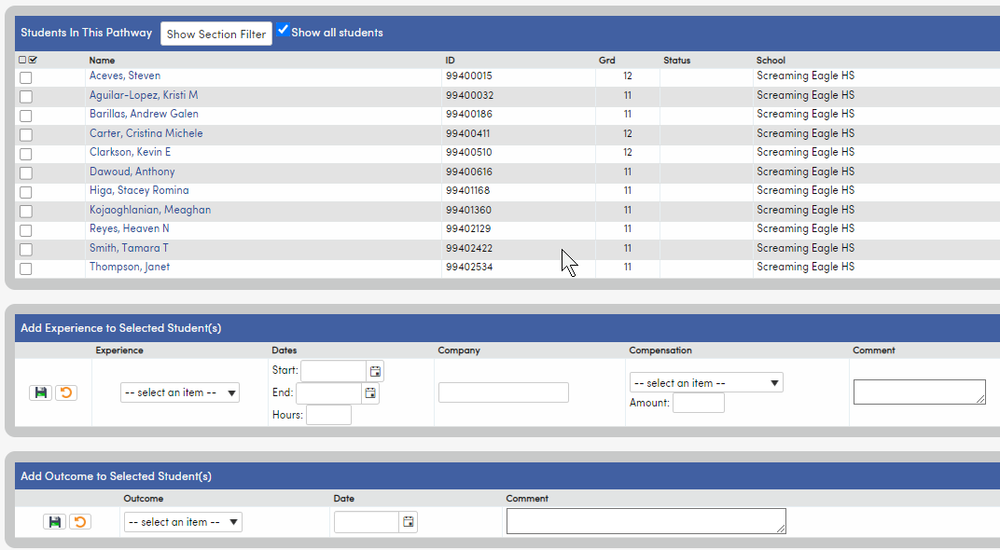 Students In This Pathway Show Section Filter Show all students
Name ID Grd Status School
Aceves, Steven 99400015 12 Screaming Eagle HS
Aguilar-Lopez, Kristi M 99400032 11 Screaming Eagle HS
Barillas, Andrew Galen 99400186 11 Screaming Eagle HS
Carter, Cristina Michele 99400411 12 Screaming Eagle HS
Clarkson, Kevin E 99400510 12 Screaming Eagle HS
Dawoud, Anthony 99400616 11 Screaming Eagle HS
Higa, Stacey Romina 99401168 11 Screaming Eagle HS
Kojaoghlanian, Meaghan 99401360 11 Screaming Eagle HS
Reyes, Heaven N 99402129 11 Screaming Eagle HS
Smith, Tamara T 99402422 11 Screaming Eagle HS
Thompson, Janet 99402534 11 Screaming Eagle HS
Add Experience to Selected Student(s)
Experience Dates Company Compensation Comment
Start:
-- select an item -- End: -- select an item --
Amount:
Hours:
Add Outcome to Selected Student(s)
Outcome Date Comment
-- select an item --